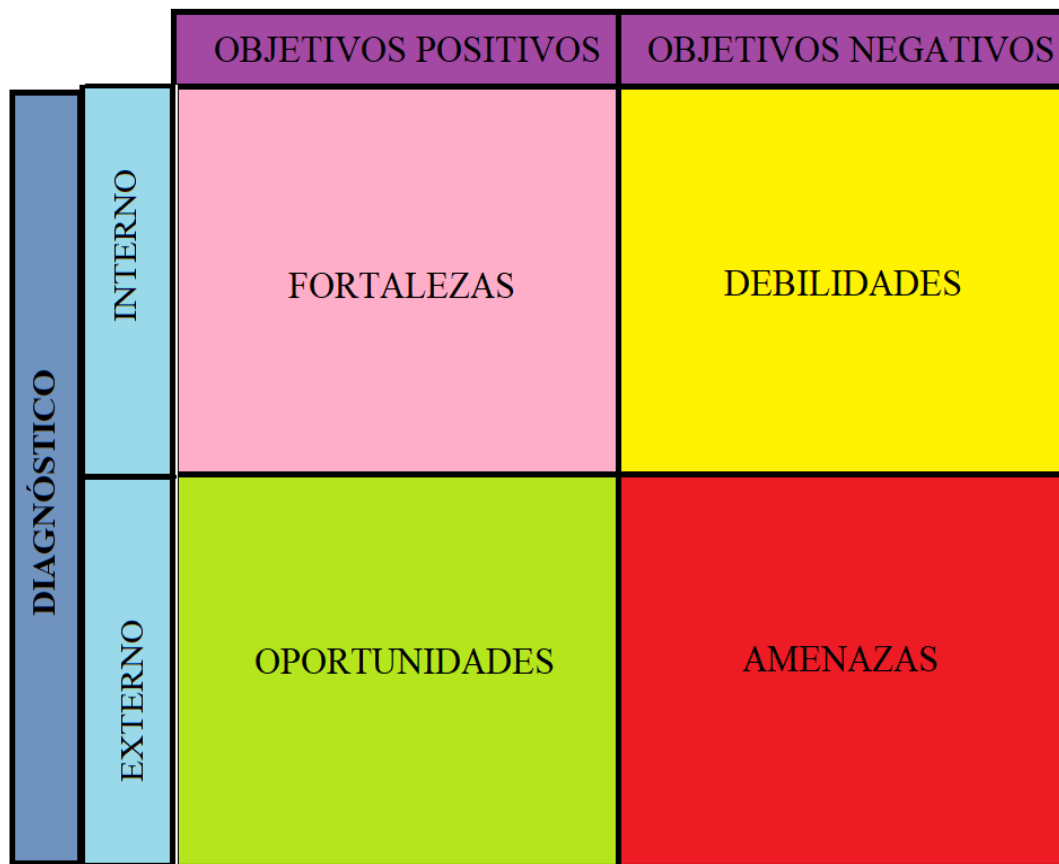 OBJETIVOS POSITIVOS
OBJETIVOS NEGATIVOS
DIAGNÓSTICO
INTERNO
FORTALEZAS
DEBILIDADES
EXTERNO
OPORTUNIDADES
AMENAZAS